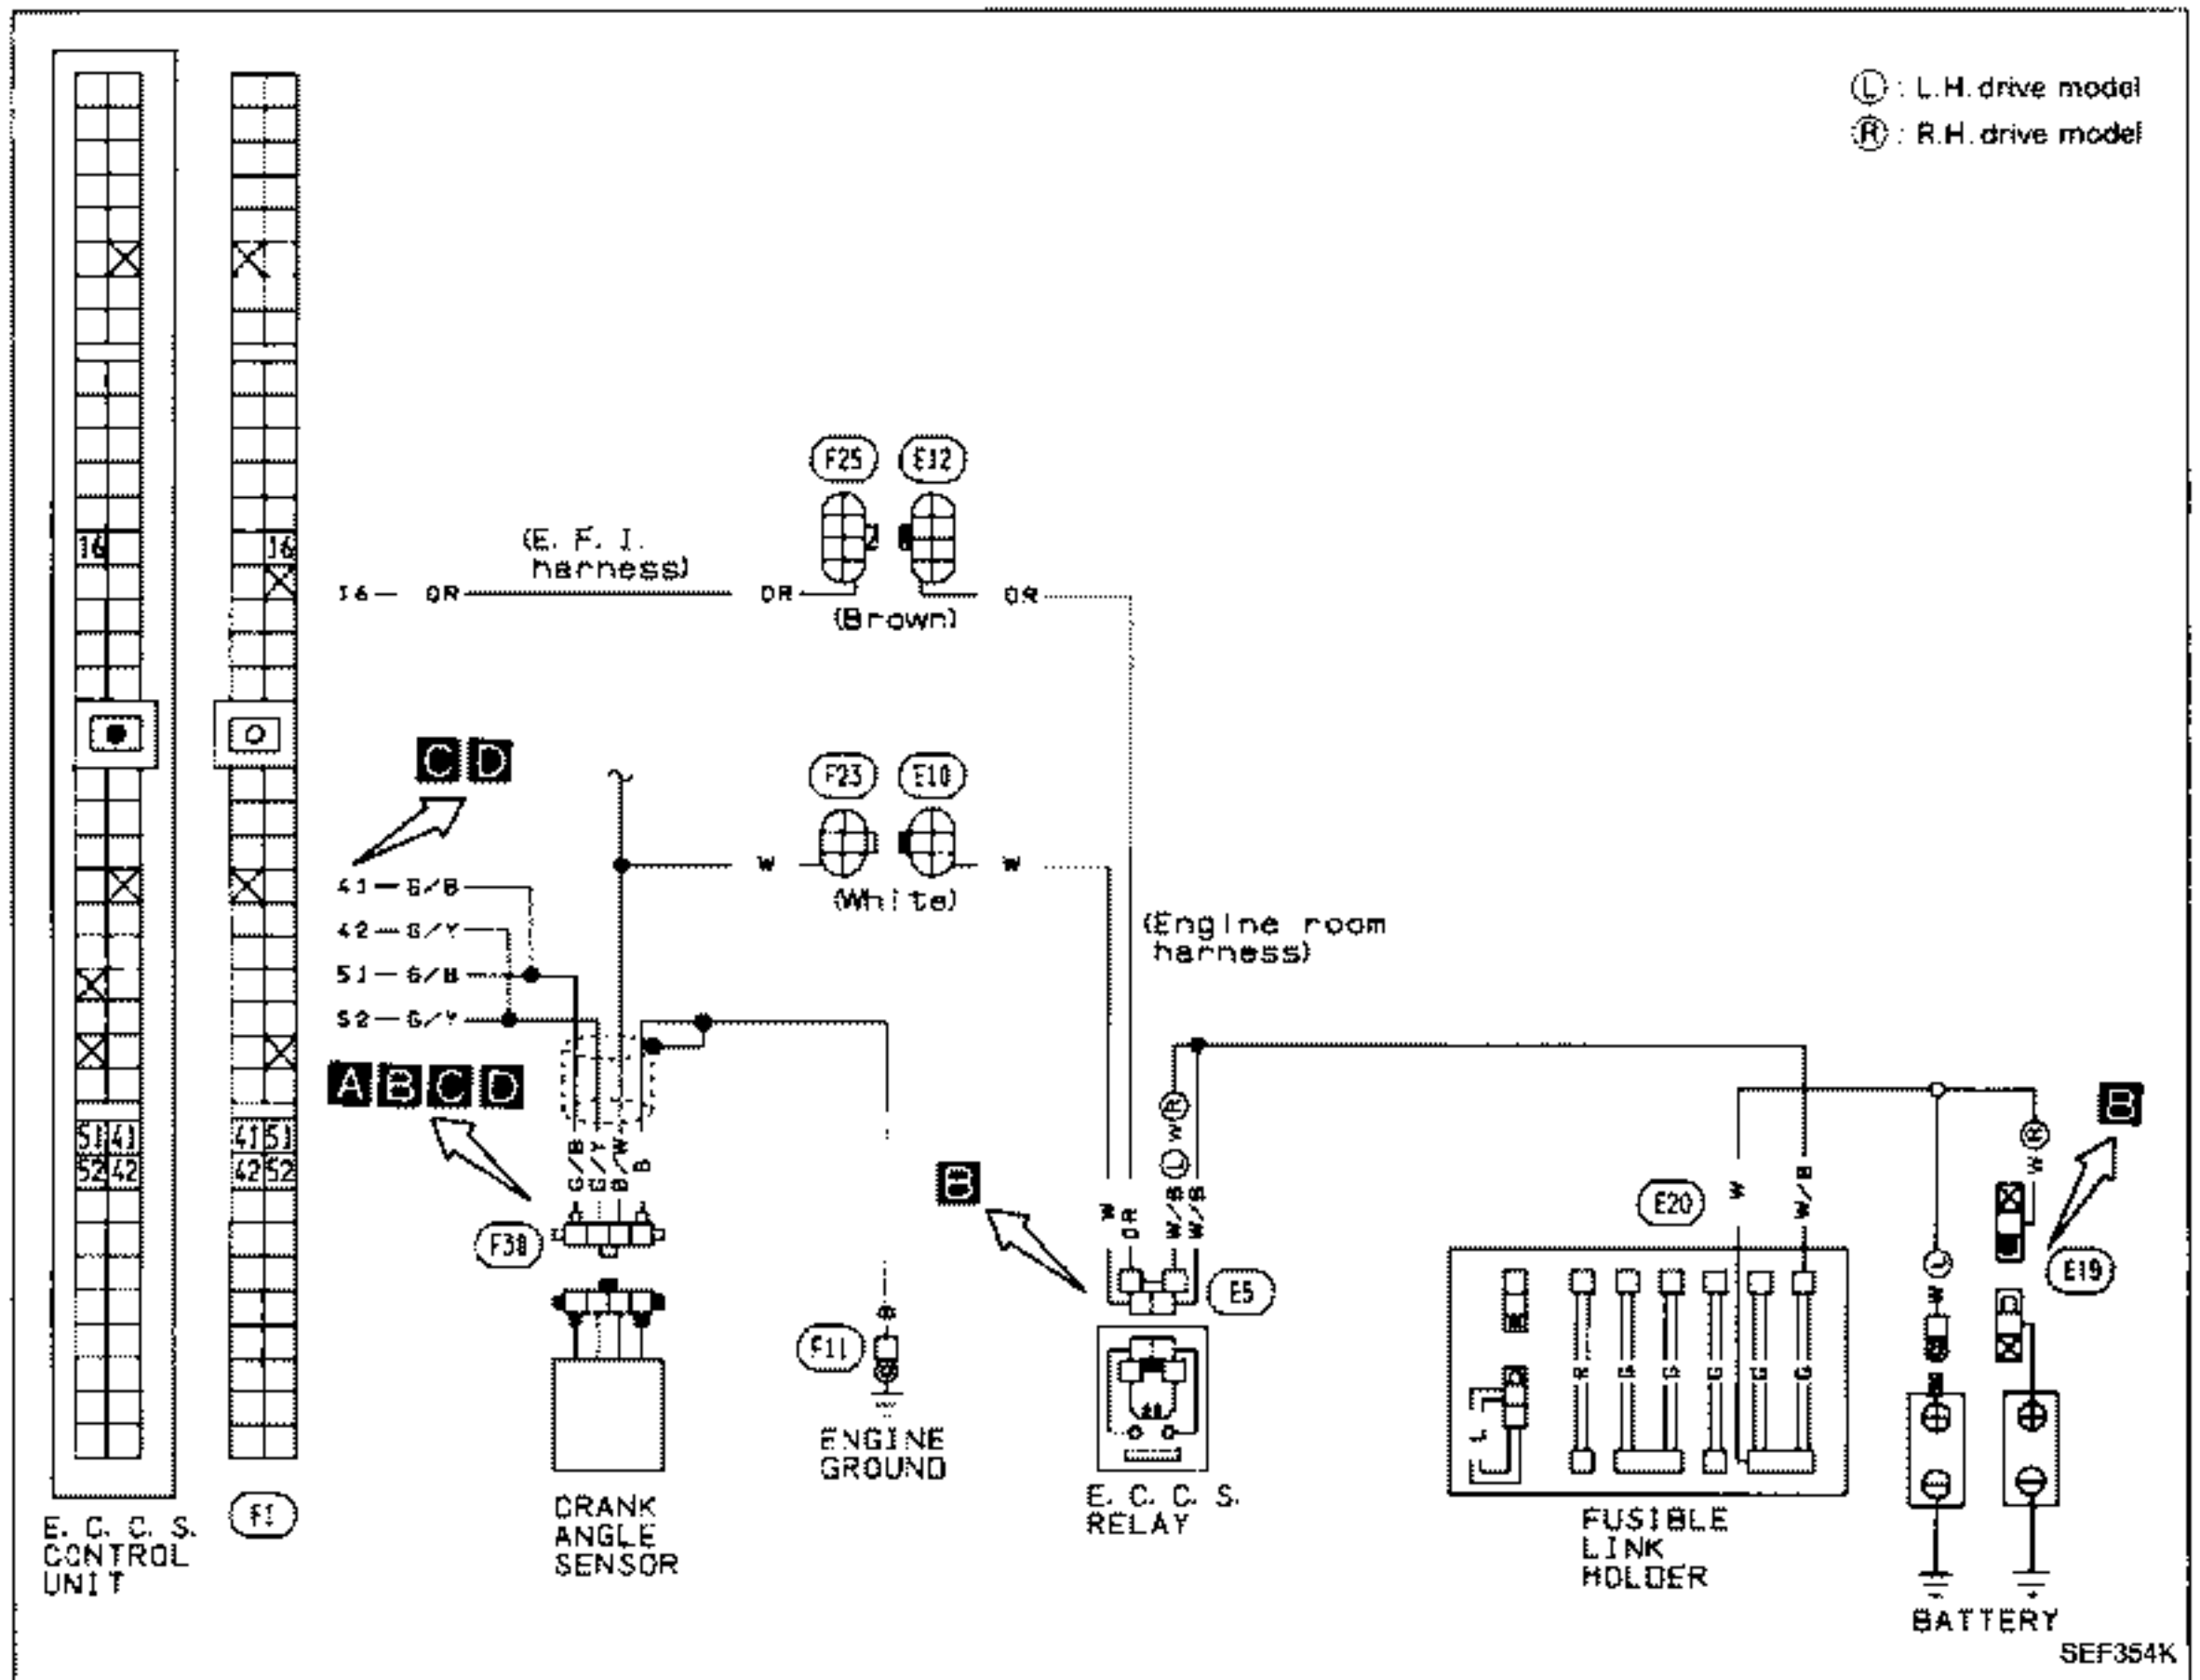 Ⓛ : L.H. drive model
Ⓡ : R.H. drive model
F25 E12
16 16
(E. F. I.
harness)
16 — OR OR OR
(Brown)
C D
F23 E10
W W
(White)
41 — G/B
42 — G/Y
51 — G/B
52 — G/Y
(Engine room
harness)
A B C D
51 41 41 51
52 42 42 52
G/B G/Y B/W B
F38
B
F11
ENGINE
GROUND
B
W OR W/B Ⓛ W Ⓡ W/B
E5
E20
W W/B
Ⓡ W
B
E19
Ⓛ W
L R G G G G G
E. C. C. S.
CONTROL
UNIT
F1
CRANK
ANGLE
SENSOR
E. C. C. S.
RELAY
FUSIBLE
LINK
HOLDER
BATTERY
SEF354K